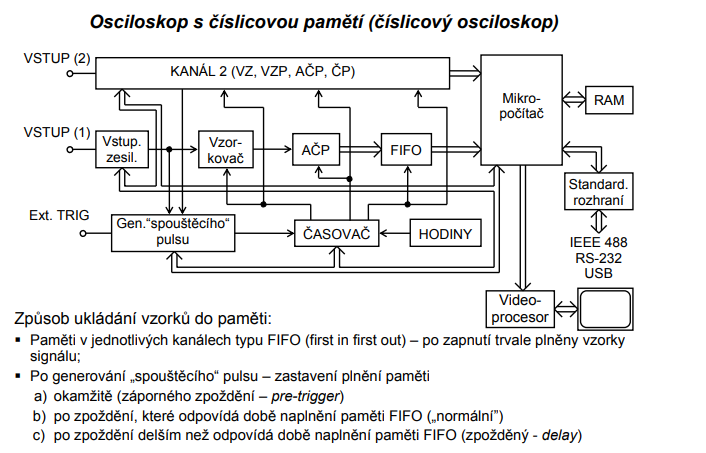 Osciloskop s číslicovou pamětí (číslicový osciloskop)
VSTUP (2)
KANÁL 2 (VZ, VZP, AČP, ČP)
Mikro-
počítač
RAM
VSTUP (1)
Vstup.
zesil.
Vzor-
kovač
AČP
FIFO
Standard.
rozhraní
Ext. TRIG
Gen.“spouštěcího“
pulsu
ČASOVAČ
HODINY
IEEE 488
RS-232
USB
Video-
procesor
Způsob ukládání vzorků do paměti:
▪ Paměti v jednotlivých kanálech typu FIFO (first in first out) – po zapnutí trvale plněny vzorky
signálu;
▪ Po generování „spouštěcího“ pulsu – zastavení plnění paměti
a) okamžitě (záporného zpoždění – pre-trigger)
b) po zpoždění, které odpovídá době naplnění paměti FIFO („normální”)
c) po zpoždění delším než odpovídá době naplnění paměti FIFO (zpožděný - delay)